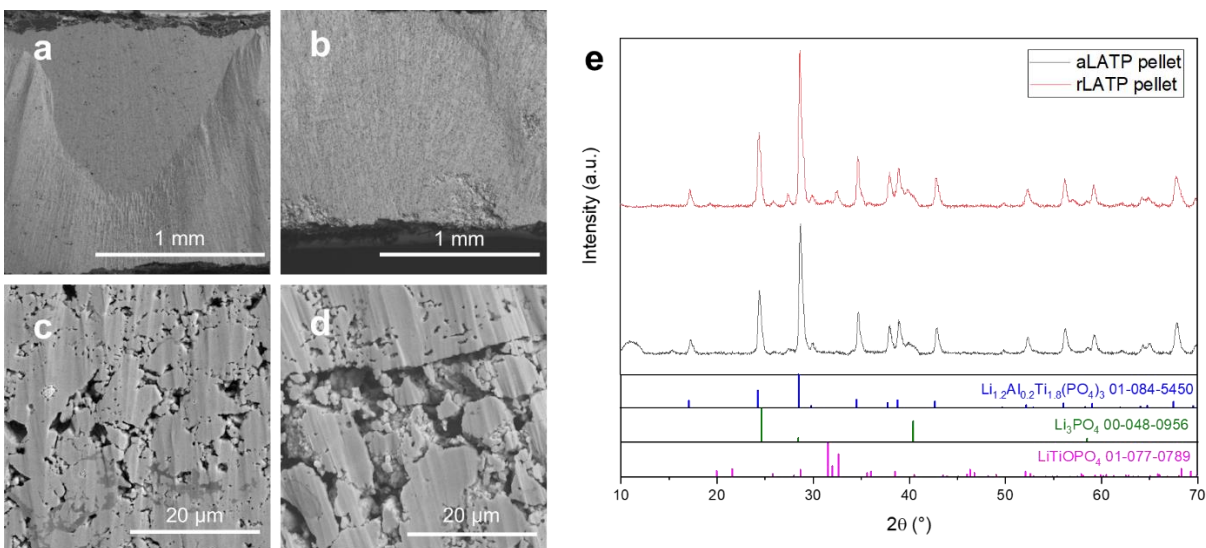 a
b
1 mm
1 mm
c
d
20 µm
20 µm
e
aLATP pellet
rLATP pellet
Intensity (a.u.)
Li₁.₂Al₀.₂Ti₁.₈(PO₄)₃ 01-084-5450
Li₃PO₄ 00-048-0956
LiTiOPO₄ 01-077-0789
10 20 30 40 50 60 70
2θ (°)